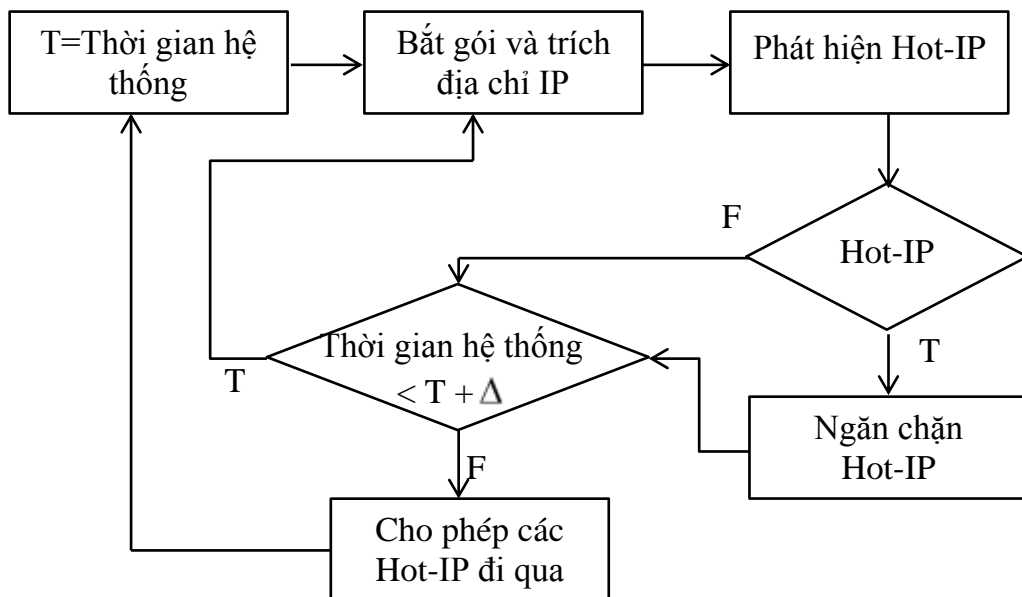 T=Thời gian hệ
thống
Bắt gói và trích
địa chỉ IP
Phát hiện Hot-IP
F
Hot-IP
T
Thời gian hệ thống
< T + Δ
T
F
Ngăn chặn
Hot-IP
Cho phép các
Hot-IP đi qua